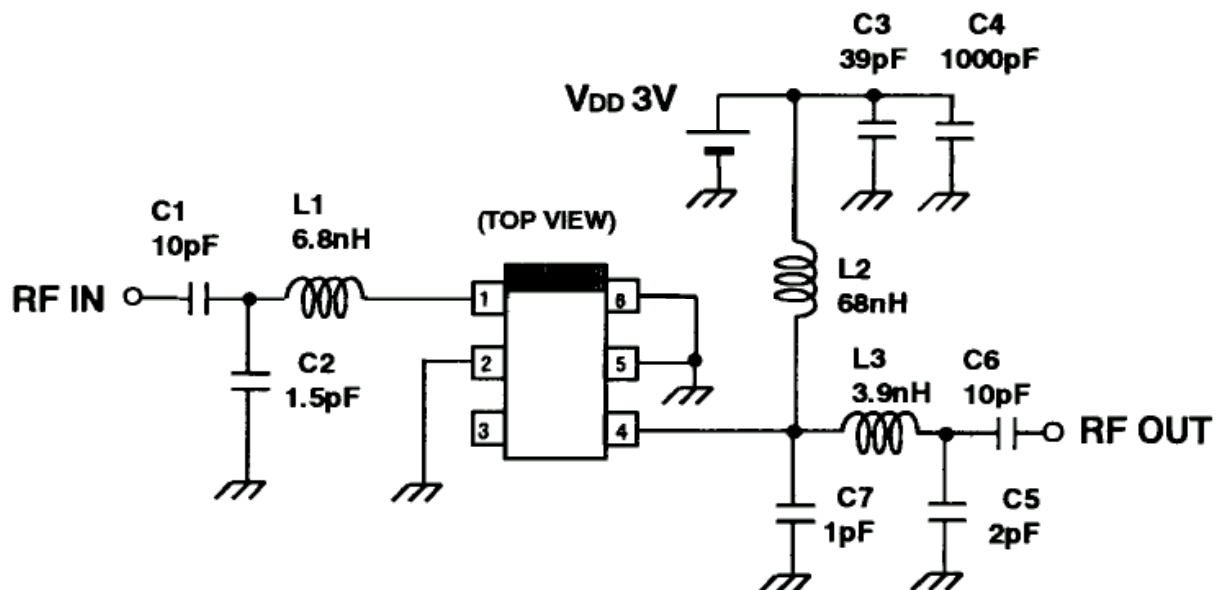 C3
39pF
C4
1000pF
VDD 3V
C1
10pF
L1
6.8nH
(TOP VIEW)
RF IN
1
6
L2
68nH
C2
1.5pF
2
5
L3
3.9nH
C6
10pF
3
4
RF OUT
C7
1pF
C5
2pF